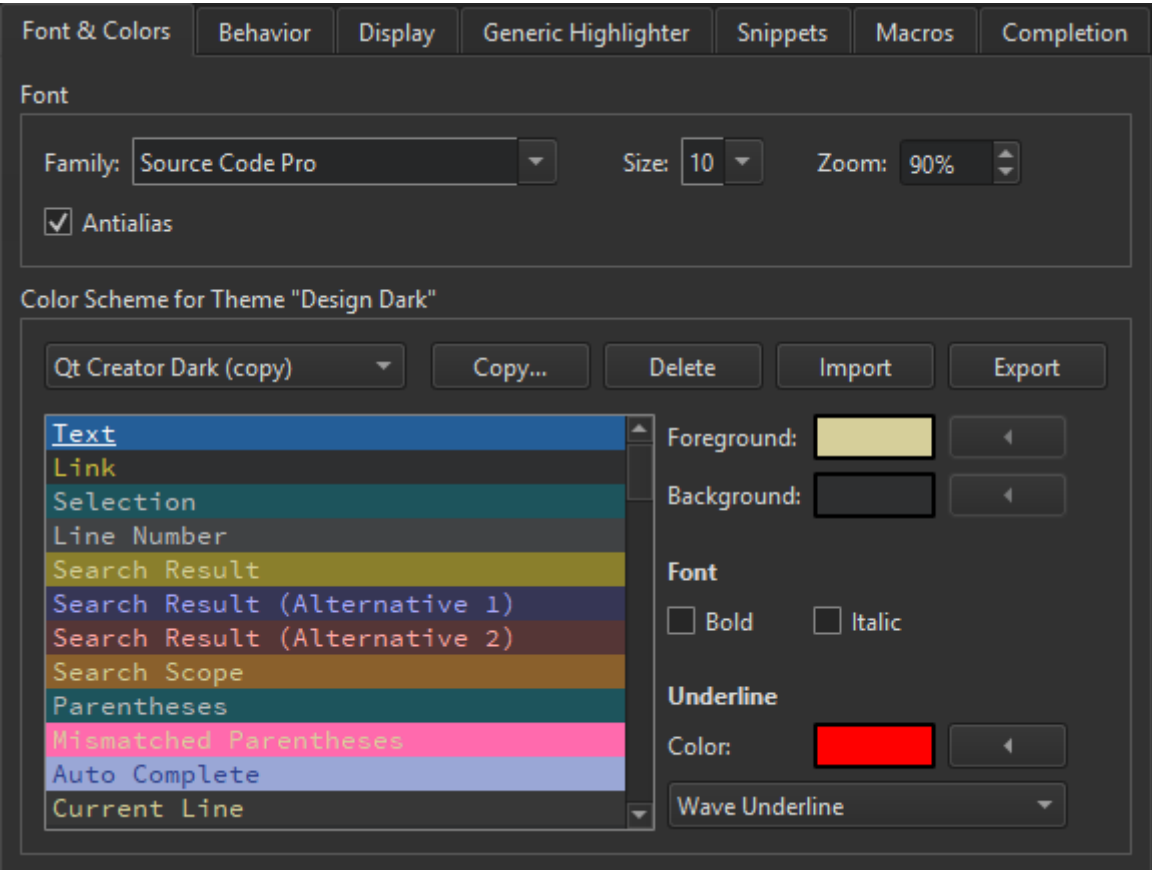 Font & Colors Behavior Display Generic Highlighter Snippets Macros Completion
Font
Family: Source Code Pro Size: 10 Zoom: 90%
Antialias
Color Scheme for Theme "Design Dark"
Qt Creator Dark (copy) Copy... Delete Import Export
Text
Link
Selection
Line Number
Search Result
Search Result (Alternative 1)
Search Result (Alternative 2)
Search Scope
Parentheses
Mismatched Parentheses
Auto Complete
Current Line
Foreground:
Background:
Font
Bold Italic
Underline
Color:
Wave Underline